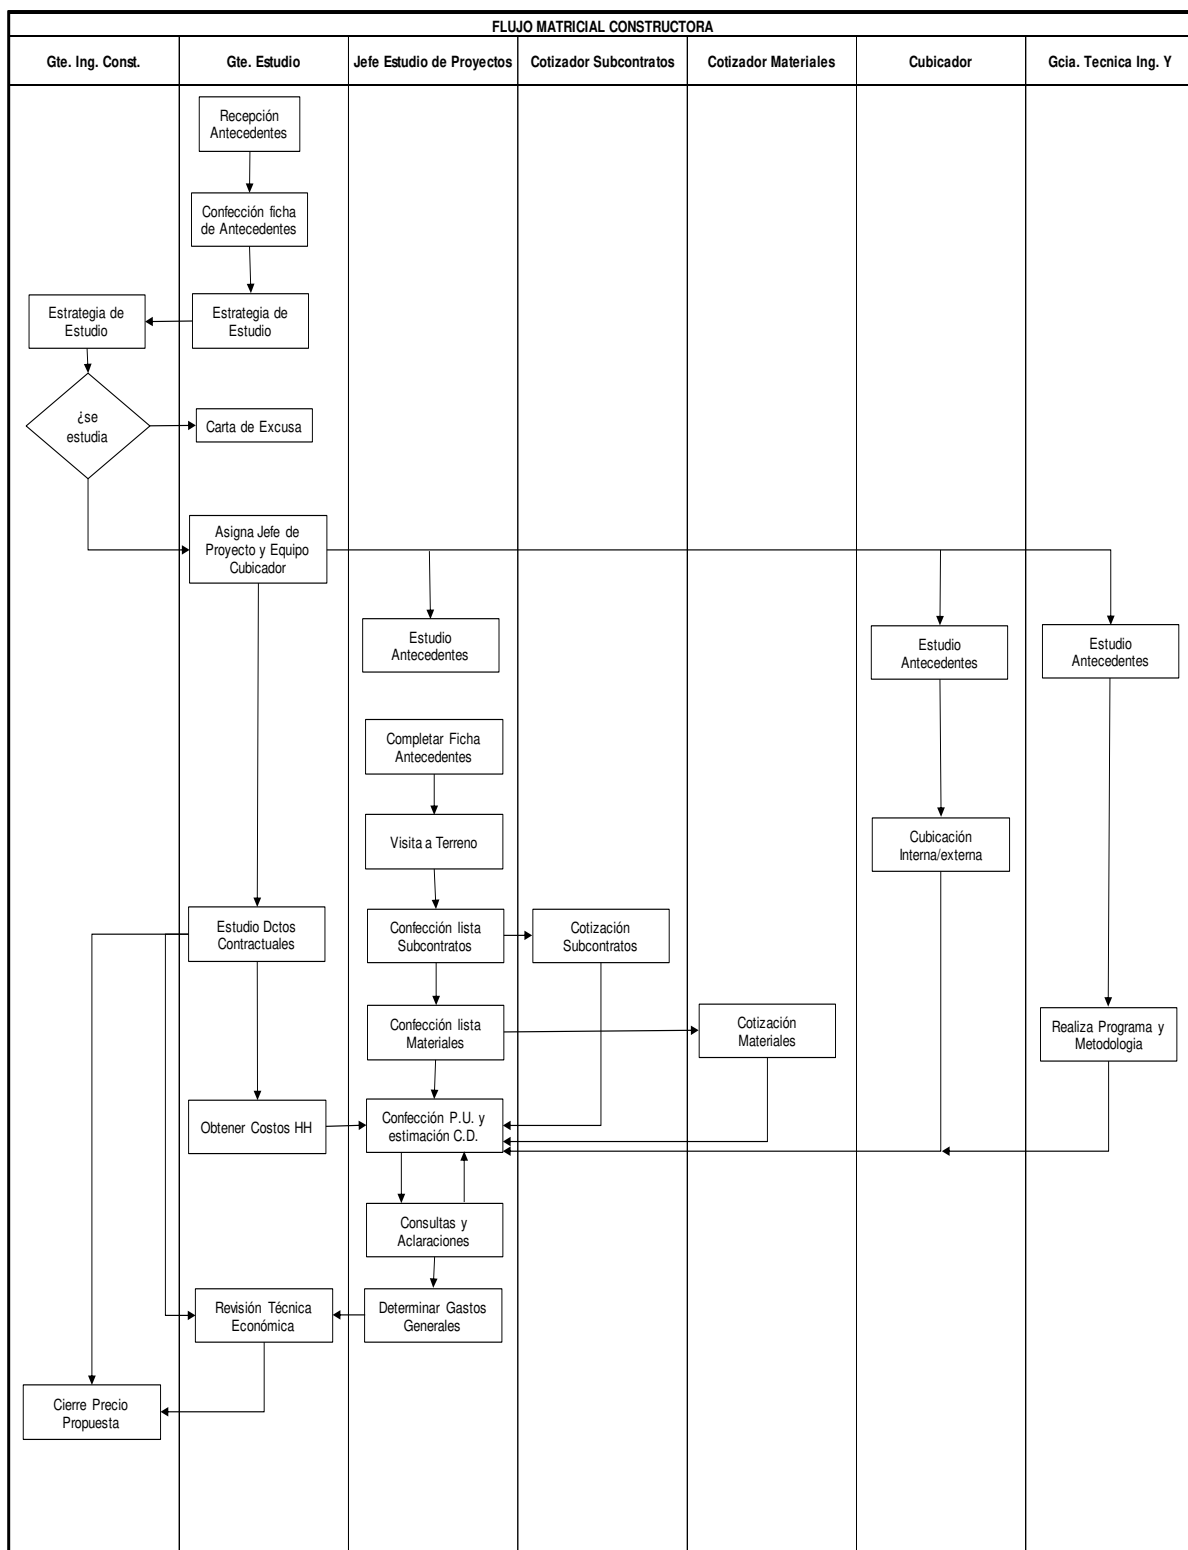 FLUJO MATRICIAL CONSTRUCTORA
Gte. Ing. Const.
Gte. Estudio
Jefe Estudio de Proyectos
Cotizador Subcontratos
Cotizador Materiales
Cubicador
Gcia. Tecnica Ing. Y
Recepción
Antecedentes
Confección ficha
de Antecedentes
Estrategia de
Estudio
Estrategia de
Estudio
¿se
estudia
Carta de Excusa
Asigna Jefe de
Proyecto y Equipo
Cubicador
Estudio
Antecedentes
Estudio
Antecedentes
Estudio
Antecedentes
Completar Ficha
Antecedentes
Visita a Terreno
Cubicación
Interna/externa
Estudio Dctos
Contractuales
Confección lista
Subcontratos
Cotización
Subcontratos
Confección lista
Materiales
Cotización
Materiales
Realiza Programa y
Metodologia
Obtener Costos HH
Confección P.U. y
estimación C.D.
Consultas y
Aclaraciones
Revisión Técnica
Económica
Determinar Gastos
Generales
Cierre Precio
Propuesta